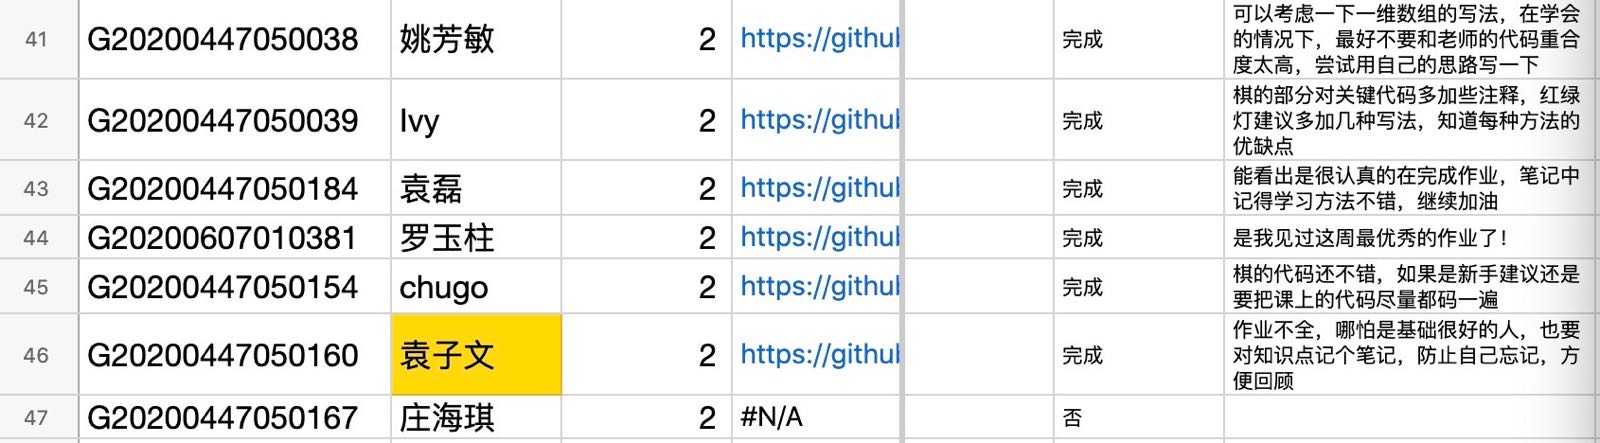 41 G20200447050038 姚芳敏 2 https://github 完成 可以考虑一下一维数组的写法，在学会
的情况下，最好不要和老师的代码重合
度太高，尝试用自己的思路写一下
42 G20200447050039 Ivy 2 https://github 完成 棋的部分对关键代码多加些注释，红绿
灯建议多加几种写法，知道每种方法的
优缺点
43 G20200447050184 袁磊 2 https://github 完成 能看出是很认真的在完成作业，笔记中
记得学习方法不错，继续加油
44 G20200607010381 罗玉柱 2 https://github 完成 是我见过这周最优秀的作业了！
45 G20200447050154 chugo 2 https://github 完成 棋的代码还不错，如果是新手建议还是
要把课上的代码尽量都码一遍
46 G20200447050160 袁子文 2 https://github 完成 作业不全，哪怕是基础很好的人，也要
对知识点记个笔记，防止自己忘记，方
便回顾
47 G20200447050167 庄海琪 2 #N/A 否